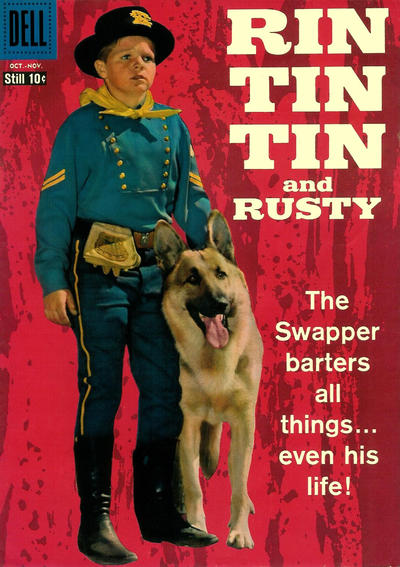 DELL
OCT.-NOV.
Still 10¢
RIN
TIN
TIN
and
RUSTY
The
Swapper
barters
all
things...
even his
life!